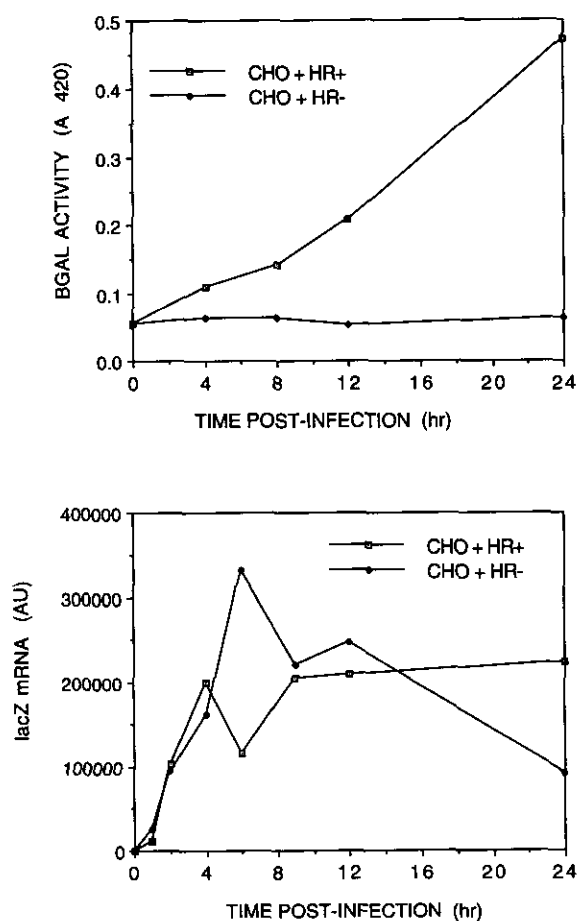 0.5
0.4
0.3
0.2
0.1
0.0
BGAL ACTIVITY (A 420)
CHO + HR+
CHO + HR-
0 4 8 12 16 20 24
TIME POST-INFECTION (hr)
400000
300000
200000
100000
0
lacZ mRNA (AU)
CHO + HR+
CHO + HR-
0 4 8 12 16 20 24
TIME POST-INFECTION (hr)